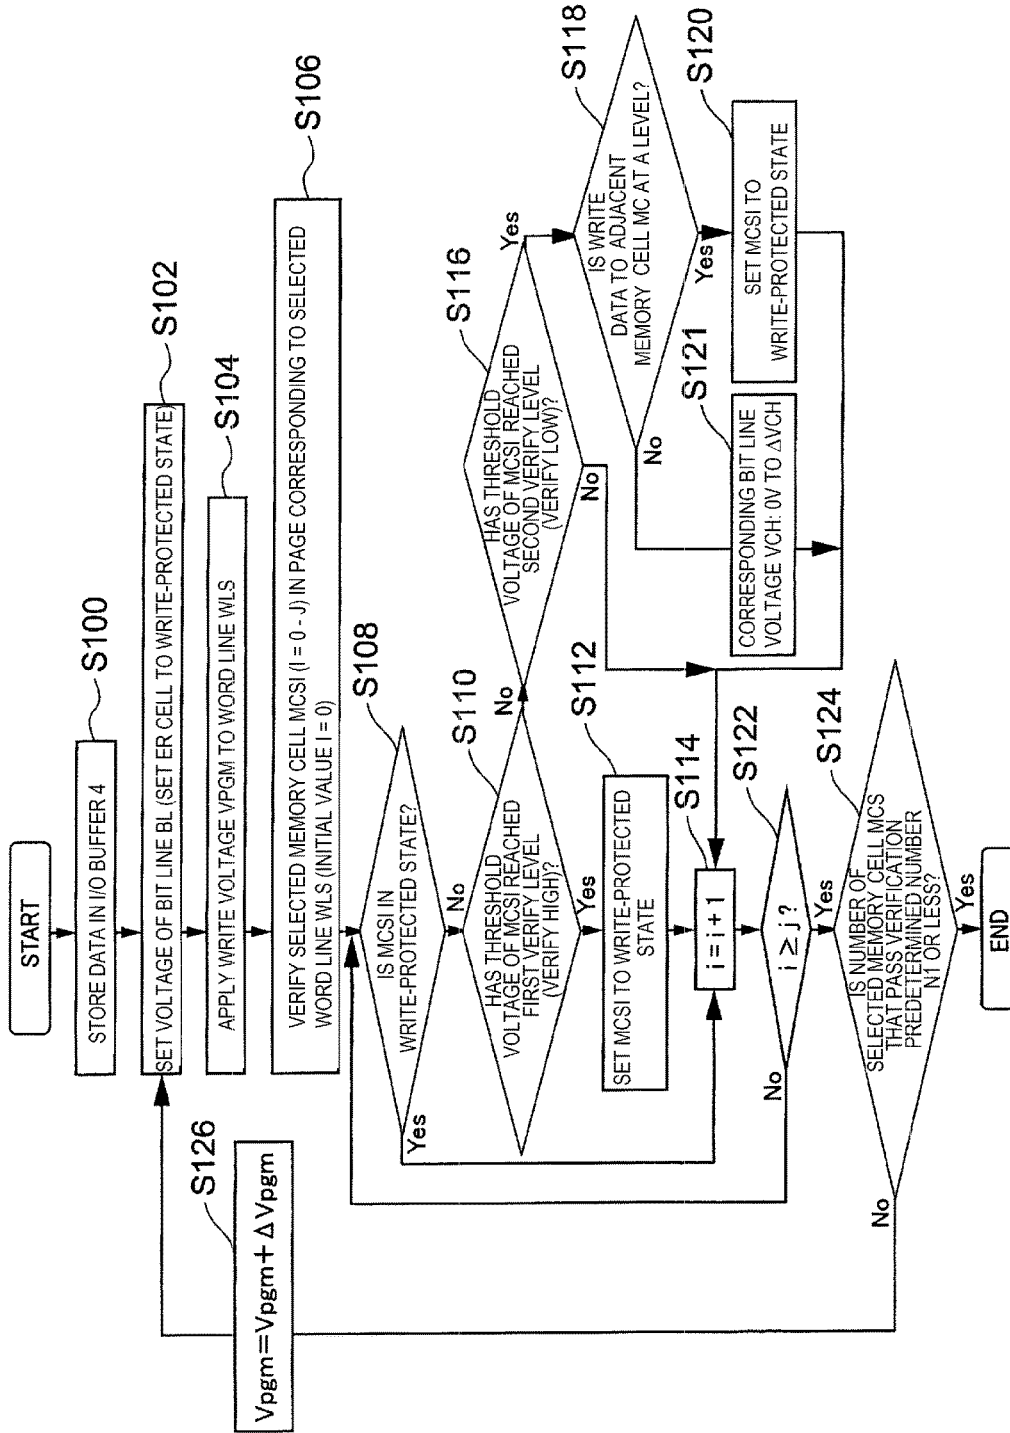 START
STORE DATA IN I/O BUFFER 4
S100
SET VOLTAGE OF BIT LINE BL (SET ER CELL TO WRITE-PROTECTED STATE)
S102
APPLY WRITE VOLTAGE VPGM TO WORD LINE WLS
S104
VERIFY SELECTED MEMORY CELL MCSI (I = 0 - J) IN PAGE CORRESPONDING TO SELECTED
WORD LINE WLS (INITIAL VALUE I = 0)
S106
IS MCSI IN
WRITE-PROTECTED STATE?
S108
Yes
No
HAS THRESHOLD
VOLTAGE OF MCSI REACHED
FIRST VERIFY LEVEL
(VERIFY HIGH)?
S110
No
Yes
SET MCSI TO WRITE-PROTECTED
STATE
S112
HAS THRESHOLD
VOLTAGE OF MCSI REACHED
SECOND VERIFY LEVEL
(VERIFY LOW)?
S116
Yes
No
IS WRITE
DATA TO ADJACENT
MEMORY CELL MC AT A LEVEL?
S118
No
Yes
SET MCSI TO
WRITE-PROTECTED STATE
S120
CORRESPONDING BIT LINE
VOLTAGE VCH: 0V TO ΔVCH
S121
i = i + 1
S114
i ≥ j ?
S122
No
Yes
IS NUMBER OF
SELECTED MEMORY CELL MCS
THAT PASS VERIFICATION
PREDETERMINED NUMBER
N1 OR LESS?
S124
No
Yes
Vpgm=Vpgm+ΔVpgm
S126
END